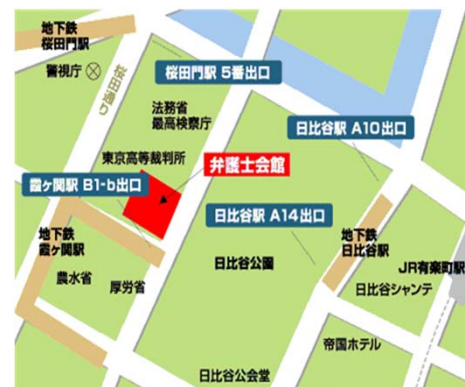 地下鉄
桜田門駅
警視庁
桜田通り
桜田門駅 5番出口
法務省
最高検察庁
日比谷駅 A10出口
東京高等裁判所
弁護士会館
霞ヶ関駅 B1-b出口
日比谷駅 A14出口
地下鉄
霞ヶ関駅
地下鉄
日比谷駅
日比谷公園
JR有楽町駅
農水省
厚労省
日比谷シャンテ
帝国ホテル
日比谷公会堂